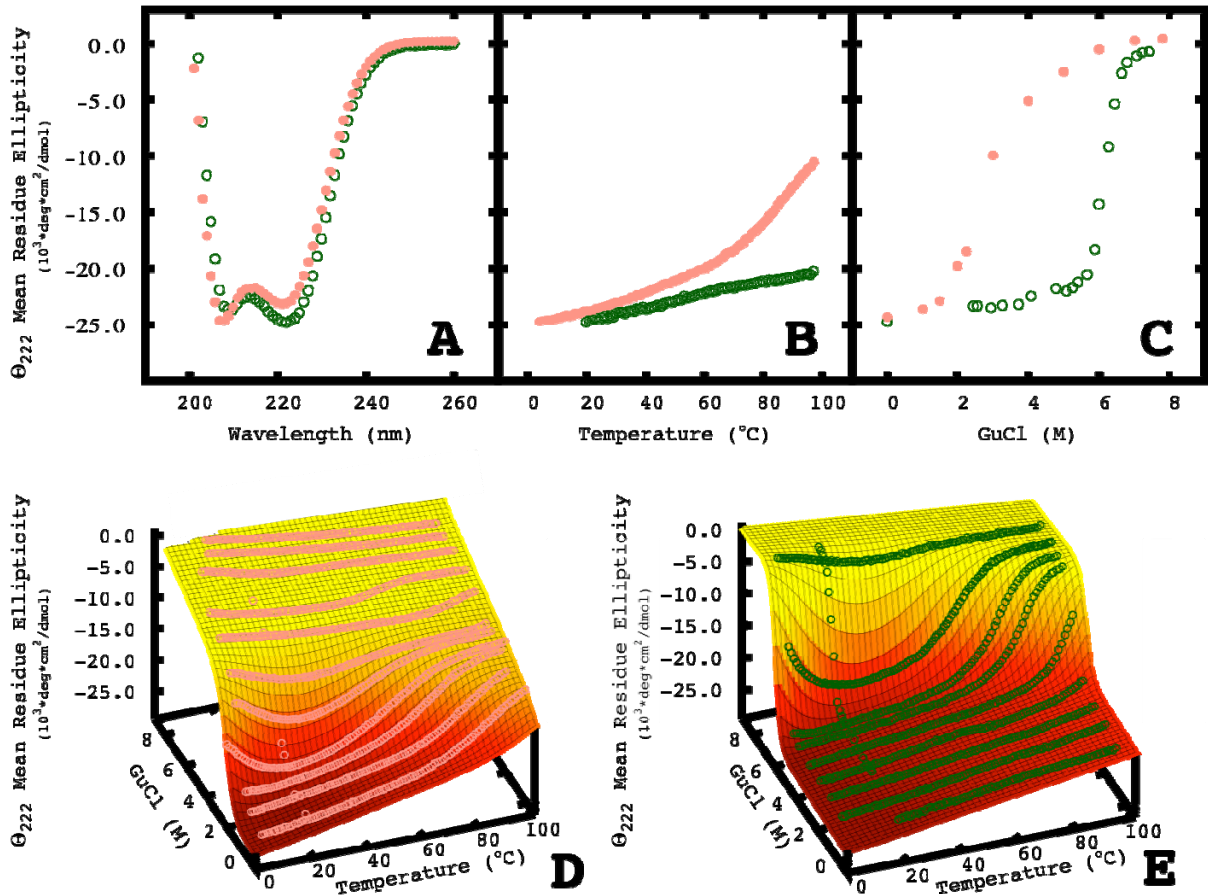 Θ222 Mean Residue Ellipticity
(10³*deg*cm²/dmol)
0.0
-5.0
-10.0
-15.0
-20.0
-25.0
A
200 220 240 260
Wavelength (nm)
B
0 20 40 60 80 100
Temperature (°C)
C
0 2 4 6 8
GuCl (M)
Θ222 Mean Residue Ellipticity
(10³*deg*cm²/dmol)
0.0
-5.0
-10.0
-15.0
-20.0
-25.0
8
6
4
2
0
GuCl (M)
0 20 40 60 80 100
Temperature (°C)
D
Θ222 Mean Residue Ellipticity
(10³*deg*cm²/dmol)
0.0
-5.0
-10.0
-15.0
-20.0
-25.0
8
6
4
2
0
GuCl (M)
0 20 40 60 80 100
Temperature (°C)
E